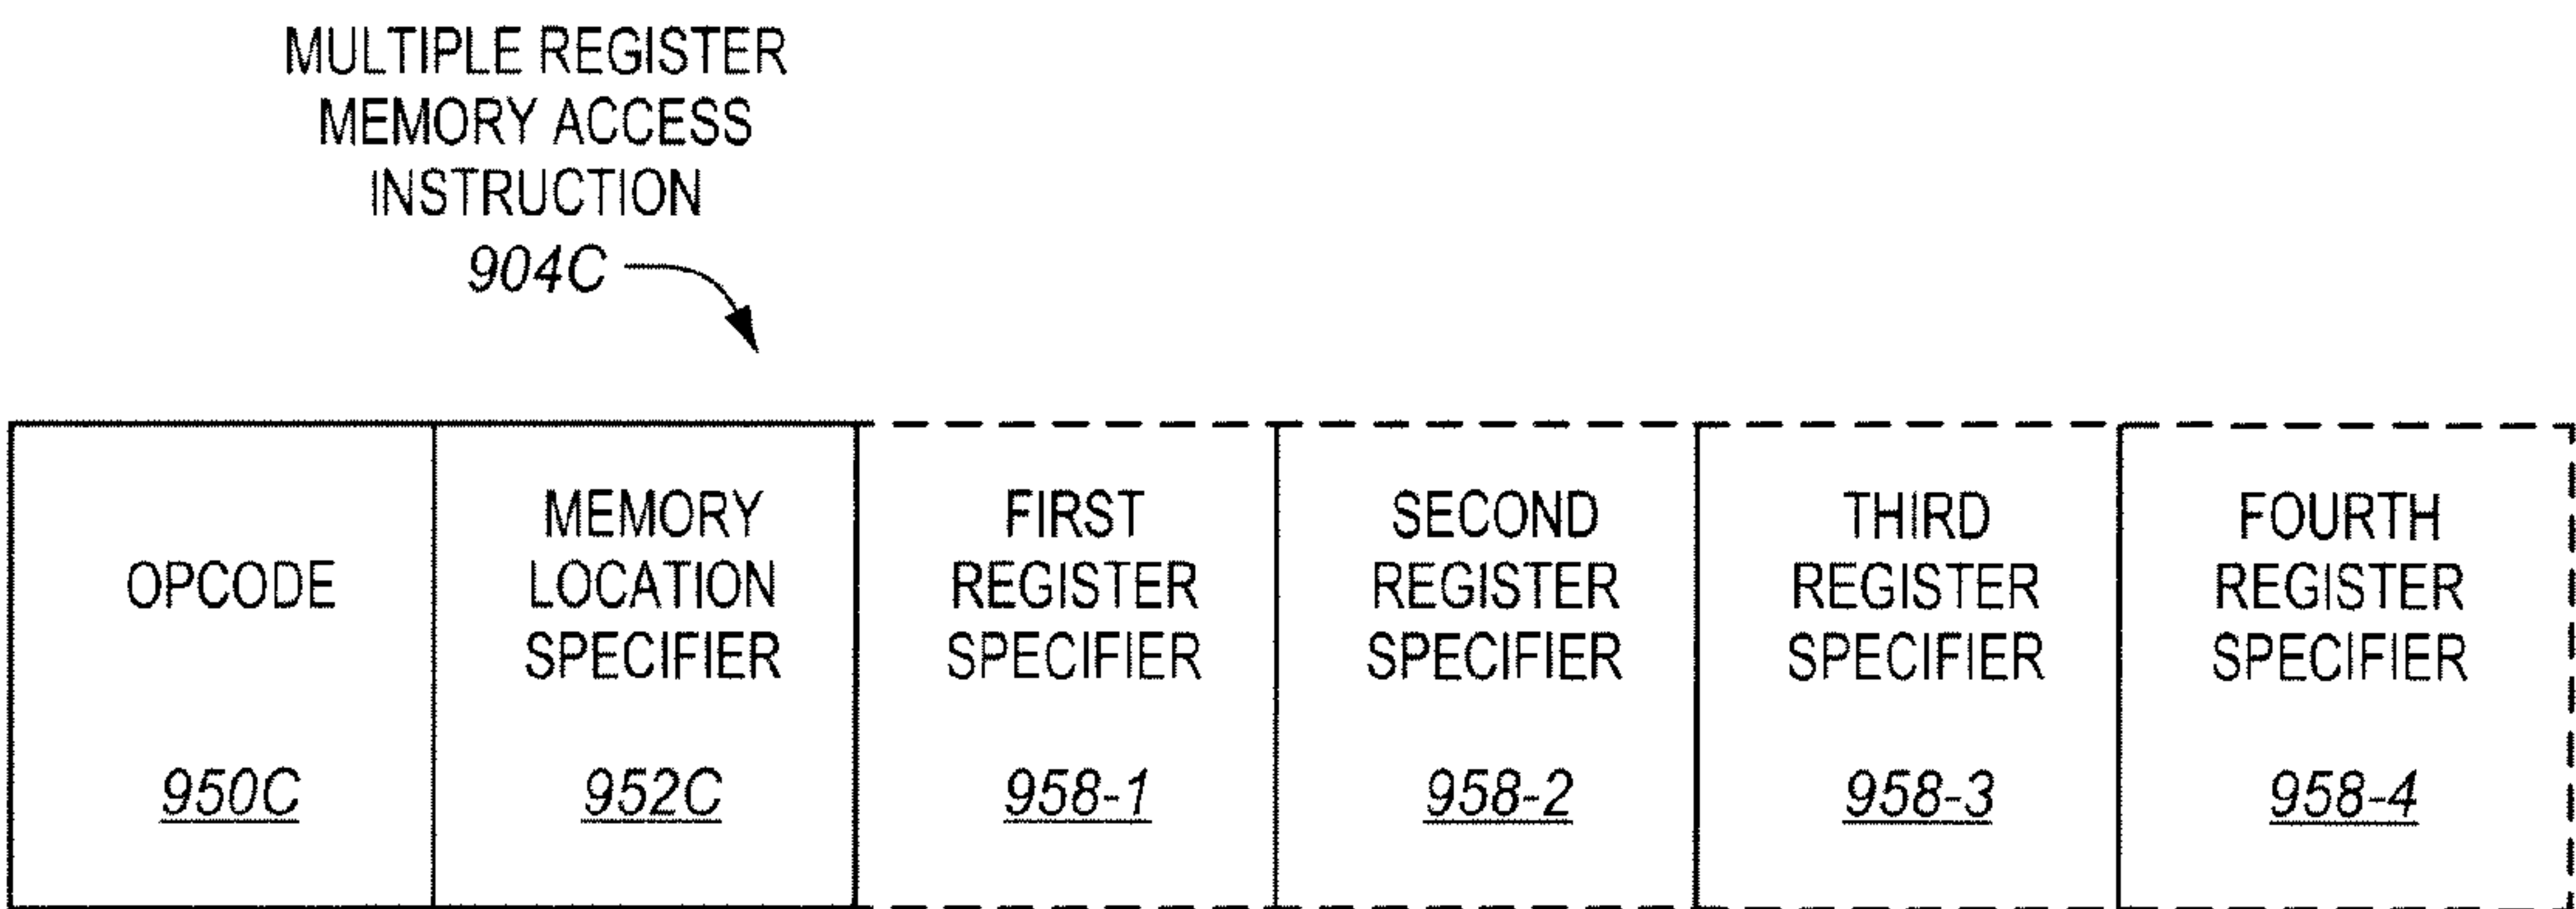 MULTIPLE REGISTER
MEMORY ACCESS
INSTRUCTION
904C
OPCODE
950C
MEMORY
LOCATION
SPECIFIER
952C
FIRST
REGISTER
SPECIFIER
958-1
SECOND
REGISTER
SPECIFIER
958-2
THIRD
REGISTER
SPECIFIER
958-3
FOURTH
REGISTER
SPECIFIER
958-4